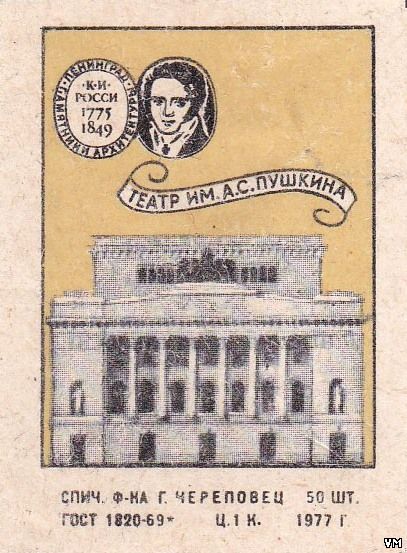 ЛЕНИНГРАД·ПАМЯТНИКИ АРХИТЕКТУРЫ·
·К·И·
РОССИ
1775
1849
ТЕАТР ИМ. А.С. ПУШКИНА
СПИЧ. Ф-КА Г. ЧЕРЕПОВЕЦ 50 ШТ.
ГОСТ 1820-69* Ц. 1 К. 1977 Г.
VM